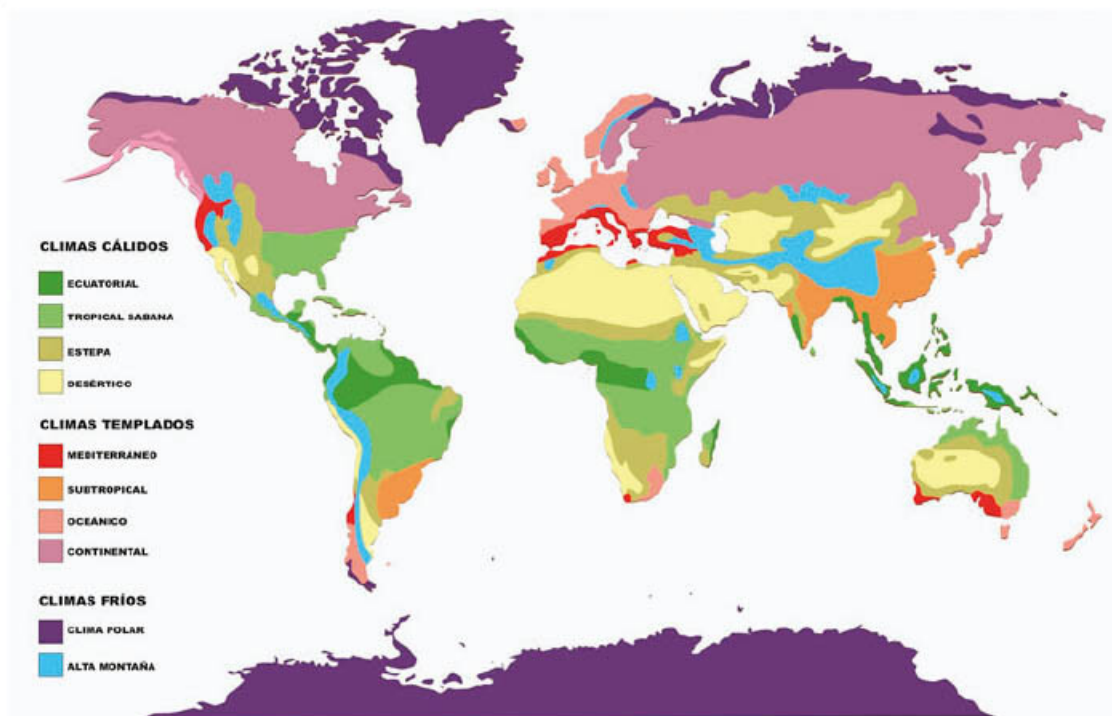 CLIMAS CÁLIDOS
ECUATORIAL
TROPICAL SABANA
ESTEPA
DESÉRTICO
CLIMAS TEMPLADOS
MEDITERRÁNEO
SUBTROPICAL
OCEÁNICO
CONTINENTAL
CLIMAS FRÍOS
CLIMA POLAR
ALTA MONTAÑA